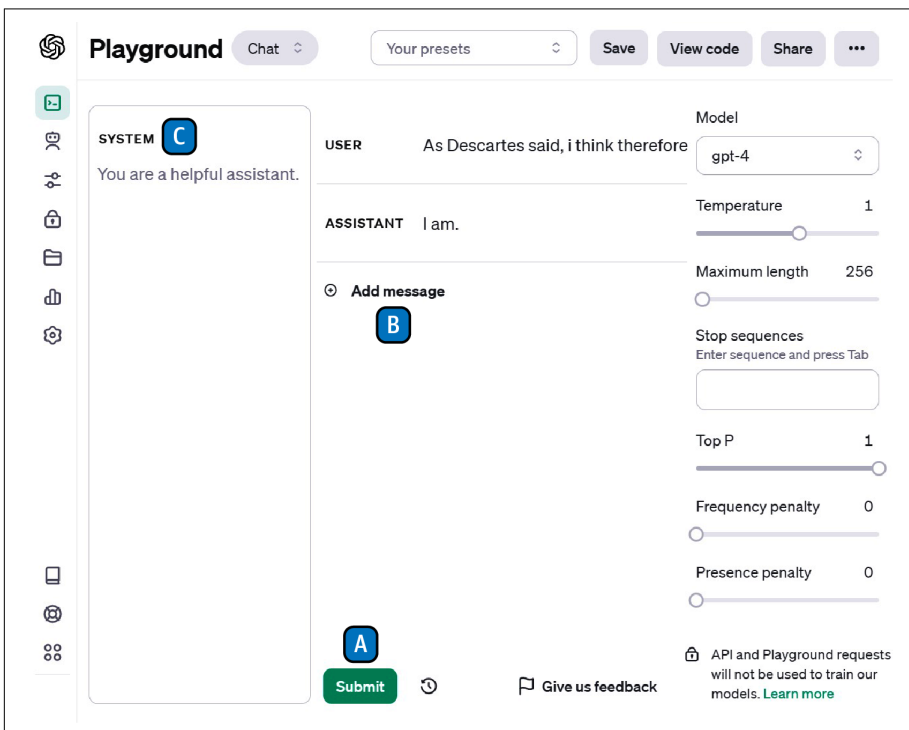 Playground Chat Your presets Save View code Share •••
SYSTEM C
You are a helpful assistant.
USER As Descartes said, i think therefore
ASSISTANT I am.
Add message
B
Model
gpt-4
Temperature 1
Maximum length 256
Stop sequences
Enter sequence and press Tab
Top P 1
Frequency penalty 0
Presence penalty 0
A
Submit
Give us feedback
API and Playground requests
will not be used to train our
models. Learn more